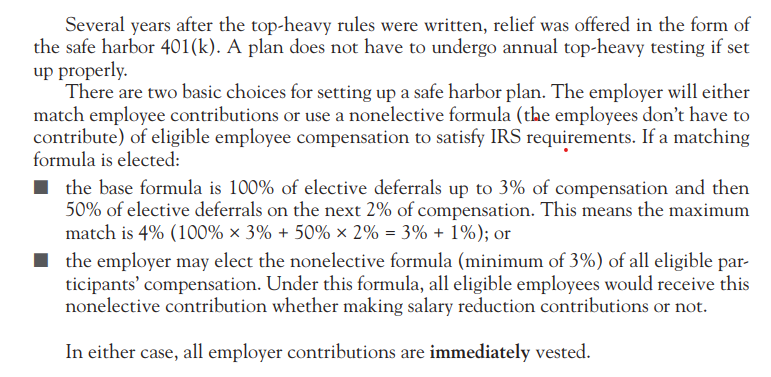 Several years after the top-heavy rules were written, relief was offered in the form of
the safe harbor 401(k). A plan does not have to undergo annual top-heavy testing if set
up properly.
There are two basic choices for setting up a safe harbor plan. The employer will either
match employee contributions or use a nonelective formula (the employees don’t have to
contribute) of eligible employee compensation to satisfy IRS requirements. If a matching
formula is elected:
■ the base formula is 100% of elective deferrals up to 3% of compensation and then
50% of elective deferrals on the next 2% of compensation. This means the maximum
match is 4% (100% × 3% + 50% × 2% = 3% + 1%); or
■ the employer may elect the nonelective formula (minimum of 3%) of all eligible par-
ticipants’ compensation. Under this formula, all eligible employees would receive this
nonelective contribution whether making salary reduction contributions or not.
In either case, all employer contributions are immediately vested.